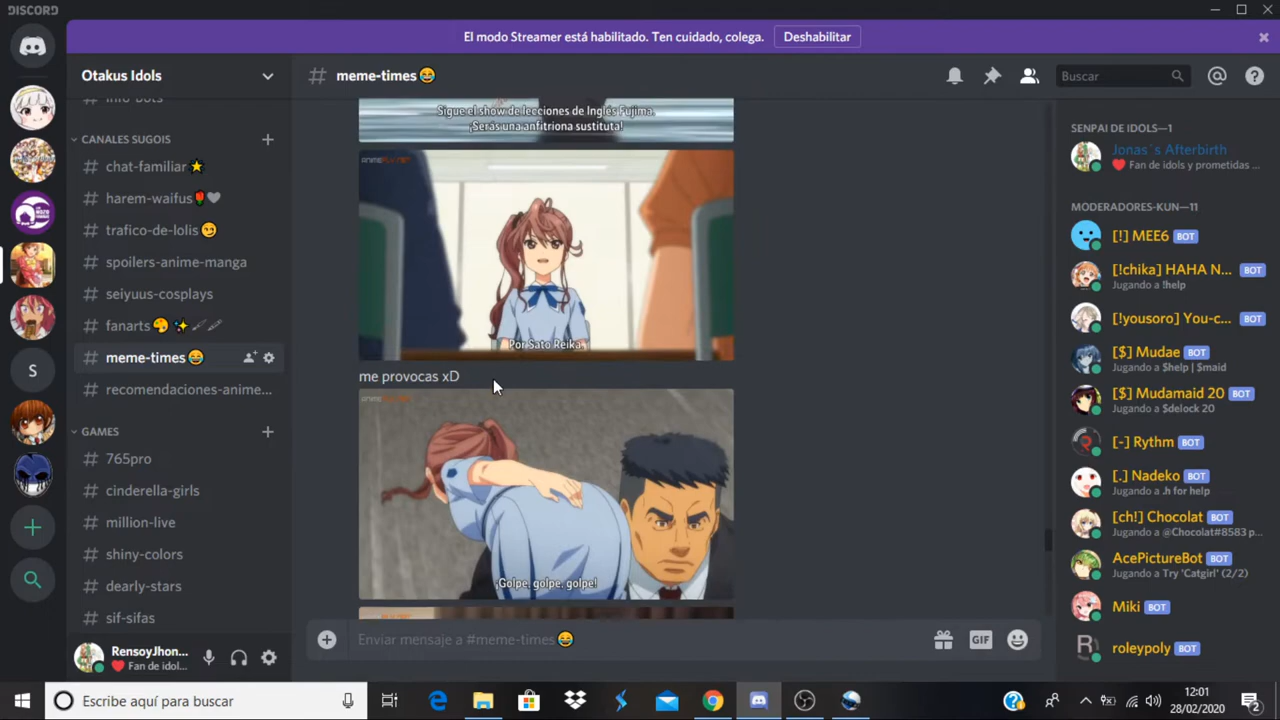 DISCORD
El modo Streamer está habilitado. Ten cuidado, colega.
Deshabilitar
Otakus Idols
# meme-times😂
Buscar
info-bots
CANALES SUGOIS
# chat-familiar🌟
# harem-waifus🌹🤍
# trafico-de-lolis😏
# spoilers-anime-manga
# seiyuus-cosplays
# fanarts
# meme-times😂
# recomendaciones-anime...
GAMES
# 765pro
# cinderella-girls
# million-live
# shiny-colors
# dearly-stars
# sif-sifas
S
RensoyJhon...
❤️ Fan de idol...
Sigue el show de lecciones de Inglés Fujima.
¡Serás una anfitriona sustituta!
Por Sato Reika.
me provocas xD
¡Golpe, golpe, golpe!
Enviar mensaje a #meme-times😂
GIF
SENPAI DE IDOLS—1
Jonas`s Afterbirth
❤️ Fan de idols y prometidas ...
MODERADORES-KUN—11
[!] MEE6 BOT
[!chika] HAHA N... BOT
Jugando a !help
[!yousoro] You-c... BOT
[$] Mudae BOT
Jugando a $help | $maid
[$] Mudamaid 20 BOT
Jugando a $delock 20
[-] Rythm BOT
[.] Nadeko BOT
Jugando a .h for help
[ch!] Chocolat BOT
Jugando a @Chocolat#8583 p...
AcePictureBot BOT
Jugando a Try 'Catgirl' (2/2)
Miki BOT
roleypoly BOT
Escribe aquí para buscar
12:01
28/02/2020
2